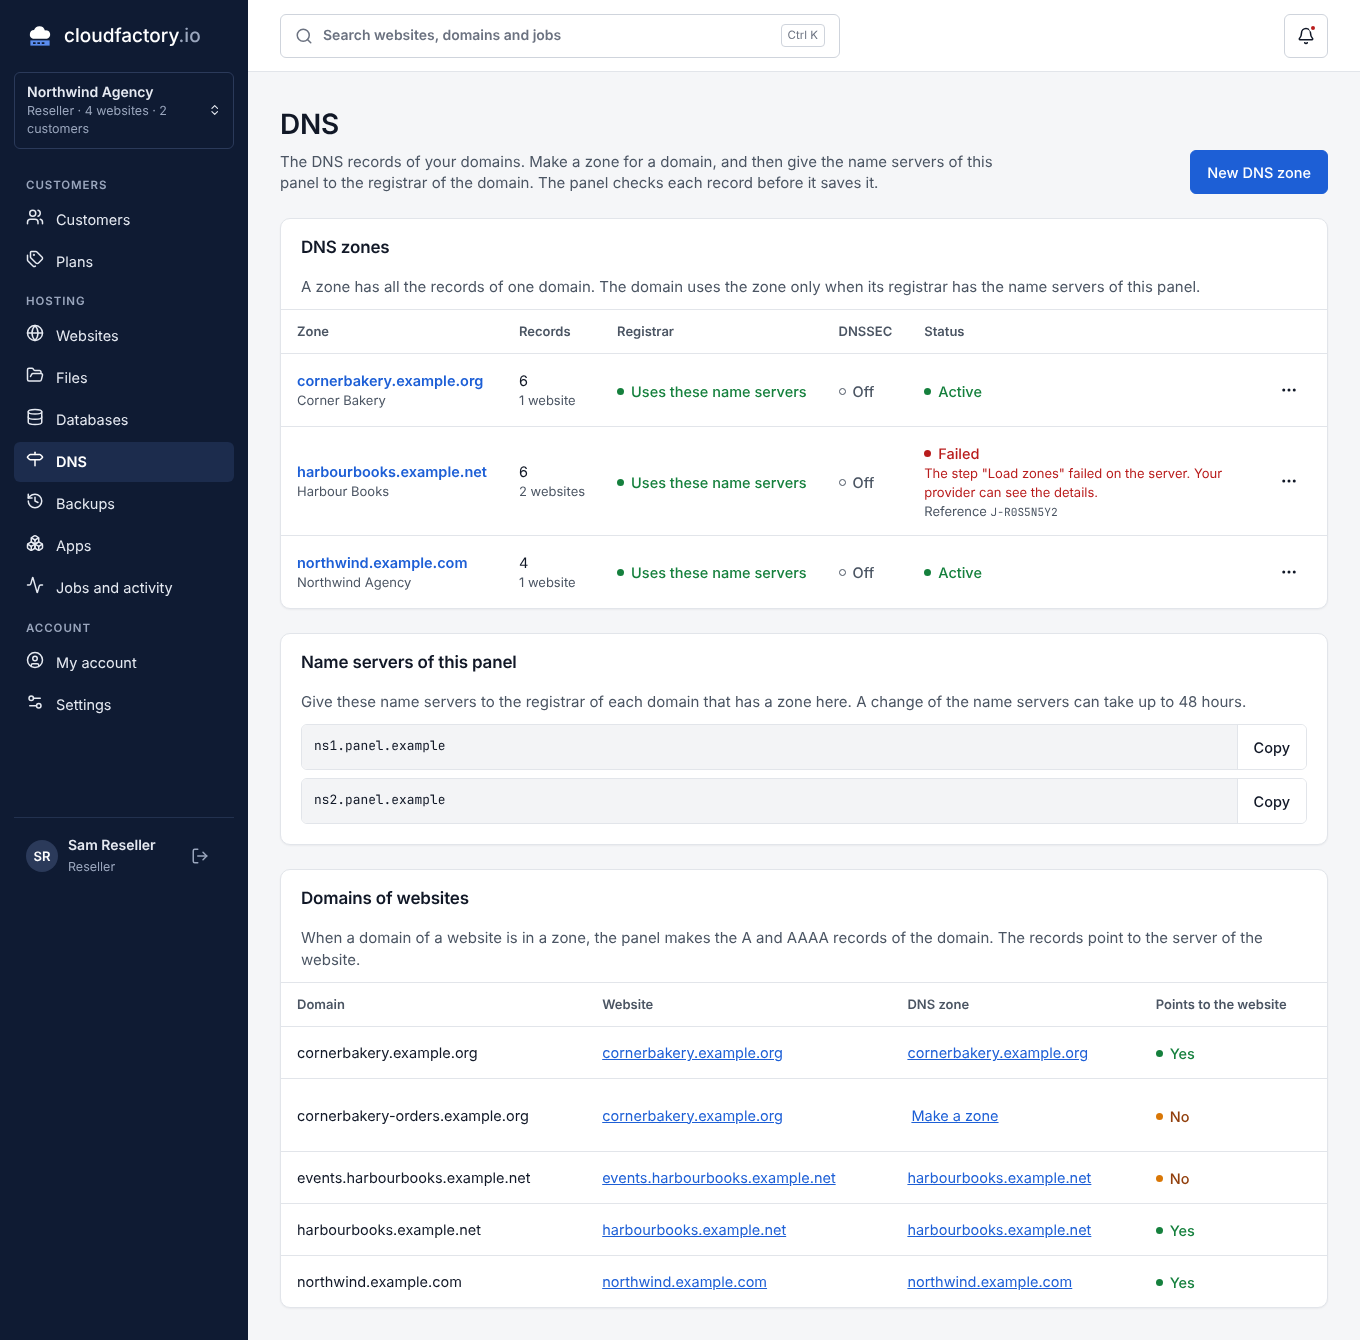 cloudfactory.io
Search websites, domains and jobs
Ctrl K
Northwind Agency
Reseller · 4 websites · 2
customers
CUSTOMERS
Customers
Plans
HOSTING
Websites
Files
Databases
DNS
Backups
Apps
Jobs and activity
ACCOUNT
My account
Settings
SR
Sam Reseller
Reseller
DNS
The DNS records of your domains. Make a zone for a domain, and then give the name servers of this
panel to the registrar of the domain. The panel checks each record before it saves it.
New DNS zone
DNS zones
A zone has all the records of one domain. The domain uses the zone only when its registrar has the name servers of this panel.
Zone Records Registrar DNSSEC Status
cornerbakery.example.org 6 Uses these name servers Off Active
Corner Bakery 1 website
harbourbooks.example.net 6 Uses these name servers Off Failed
Harbour Books 2 websites
The step "Load zones" failed on the server. Your
provider can see the details.
Reference J-R0S5N5Y2
northwind.example.com 4 Uses these name servers Off Active
Northwind Agency 1 website
Name servers of this panel
Give these name servers to the registrar of each domain that has a zone here. A change of the name servers can take up to 48 hours.
ns1.panel.example Copy
ns2.panel.example Copy
Domains of websites
When a domain of a website is in a zone, the panel makes the A and AAAA records of the domain. The records point to the server of the
website.
Domain Website DNS zone Points to the website
cornerbakery.example.org cornerbakery.example.org cornerbakery.example.org Yes
cornerbakery-orders.example.org cornerbakery.example.org Make a zone No
events.harbourbooks.example.net events.harbourbooks.example.net harbourbooks.example.net No
harbourbooks.example.net harbourbooks.example.net harbourbooks.example.net Yes
northwind.example.com northwind.example.com northwind.example.com Yes